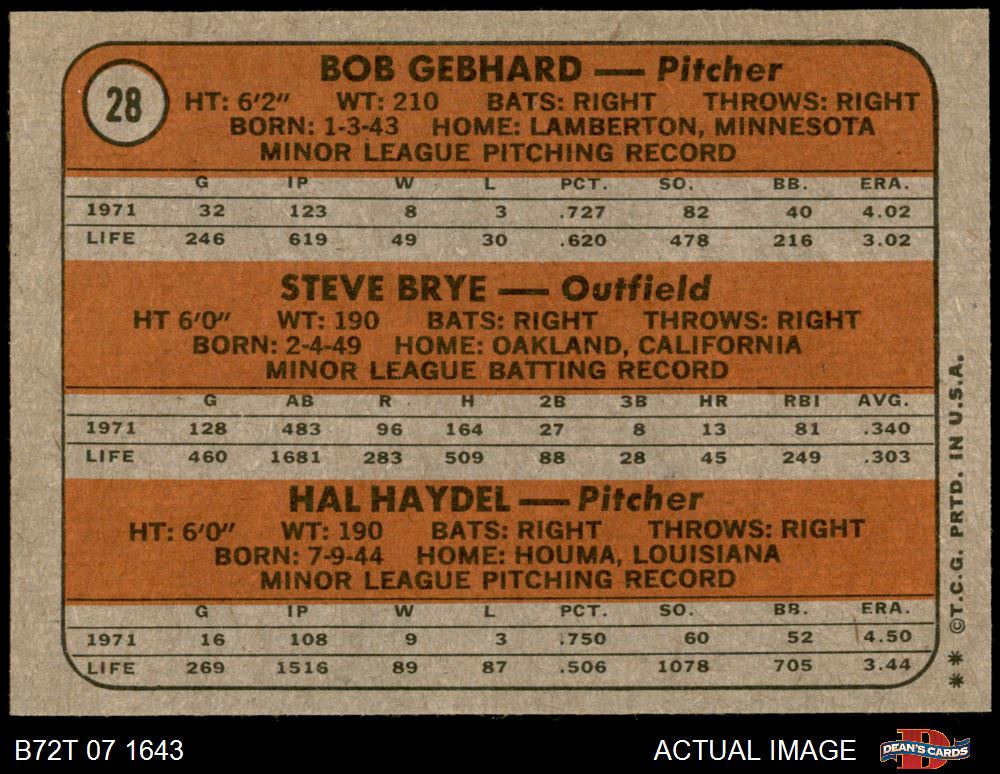 28
BOB GEBHARD — Pitcher
HT: 6'2" WT: 210 BATS: RIGHT THROWS: RIGHT
BORN: 1-3-43 HOME: LAMBERTON, MINNESOTA
MINOR LEAGUE PITCHING RECORD
G IP W L PCT. SO. BB. ERA.
1971 32 123 8 3 .727 82 40 4.02
LIFE 246 619 49 30 .620 478 216 3.02
STEVE BRYE — Outfield
HT 6'0" WT: 190 BATS: RIGHT THROWS: RIGHT
BORN: 2-4-49 HOME: OAKLAND, CALIFORNIA
MINOR LEAGUE BATTING RECORD
G AB R H 2B 3B HR RBI AVG.
1971 128 483 96 164 27 8 13 81 .340
LIFE 460 1681 283 509 88 28 45 249 .303
HAL HAYDEL — Pitcher
HT: 6'0" WT: 190 BATS: RIGHT THROWS: RIGHT
BORN: 7-9-44 HOME: HOUMA, LOUISIANA
MINOR LEAGUE PITCHING RECORD
G IP W L PCT. SO. BB. ERA.
1971 16 108 9 3 .750 60 52 4.50
LIFE 269 1516 89 87 .506 1078 705 3.44
** ©T.C.G. PRTD. IN U.S.A.
B72T 07 1643
ACTUAL IMAGE
DEAN'S CARDS